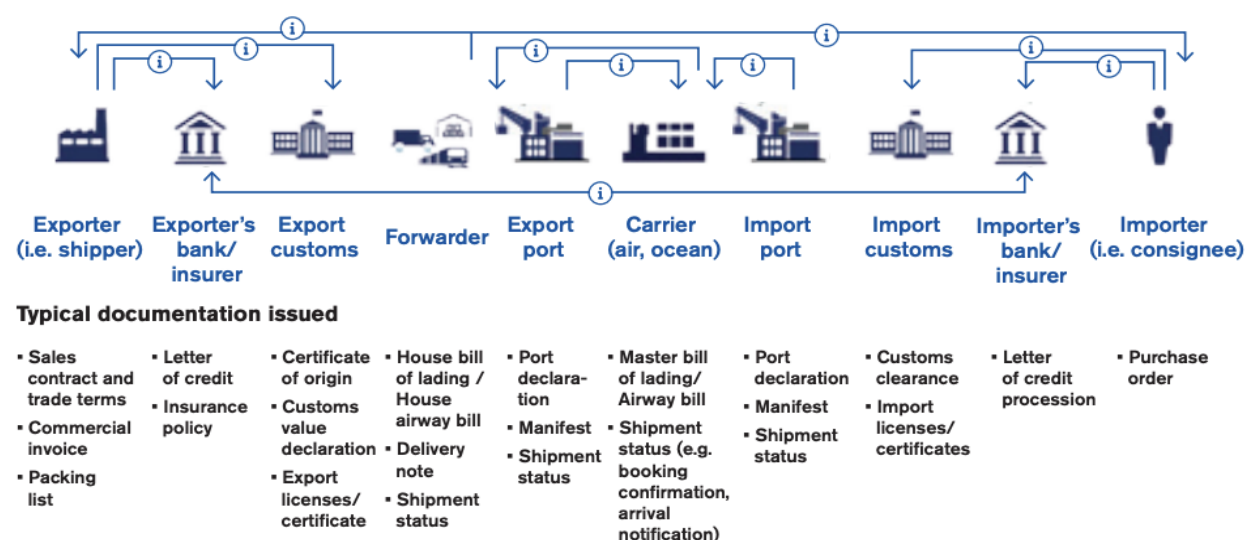 i
i
i
i
i
i
i
i
i
i
Exporter
(i.e. shipper)
Exporter's
bank/
insurer
Export
customs
Forwarder
Export
port
Carrier
(air, ocean)
Import
port
Import
customs
Importer's
bank/
insurer
Importer
(i.e. consignee)
Typical documentation issued
▪ Sales
contract and
trade terms
▪ Commercial
invoice
▪ Packing
list
▪ Letter
of credit
▪ Insurance
policy
▪ Certificate
of origin
▪ Customs
value
declaration
▪ Export
licenses/
certificate
▪ House bill
of lading /
House
airway bill
▪ Delivery
note
▪ Shipment
status
▪ Port
declara-
tion
▪ Manifest
▪ Shipment
status
▪ Master bill
of lading/
Airway bill
▪ Shipment
status (e.g.
booking
confirmation,
arrival
notification)
▪ Port
declaration
▪ Manifest
▪ Shipment
status
▪ Customs
clearance
▪ Import
licenses/
certificates
▪ Letter
of credit
procession
▪ Purchase
order